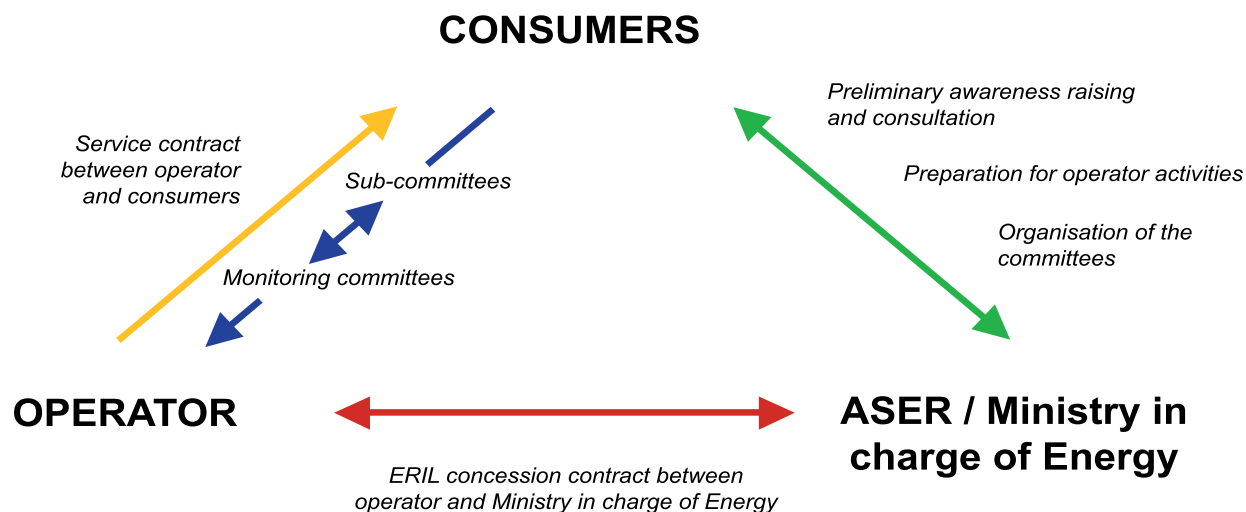 CONSUMERS
Preliminary awareness raising
and consultation
Service contract
between operator
and consumers
Sub-committees
Preparation for operator activities
Organisation of the
committees
Monitoring committees
OPERATOR
ASER / Ministry in
charge of Energy
ERIL concession contract between
operator and Ministry in charge of Energy